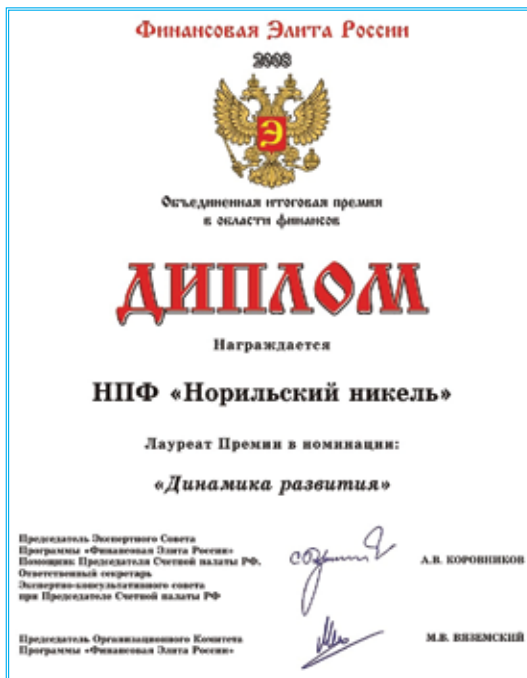 Финансовая Элита России
2008
Э
Объединенная итоговая премия
в области финансов
ДИПЛОМ
Награждается
НПФ «Норильский никель»
Лауреат Премии в номинации:
«Динамика развития»
Председатель Экспертного Совета
Программы «Финансовая Элита России»
Помощник Председателя Счетной палаты РФ,
Ответственный секретарь
Экспертно-консультативного совета
при Председателе Счетной палаты РФ
А.В. КОРОВНИКОВ
Председатель Организационного Комитета
Программы «Финансовая Элита России»
М.В. ВЯЗЕМСКИЙ